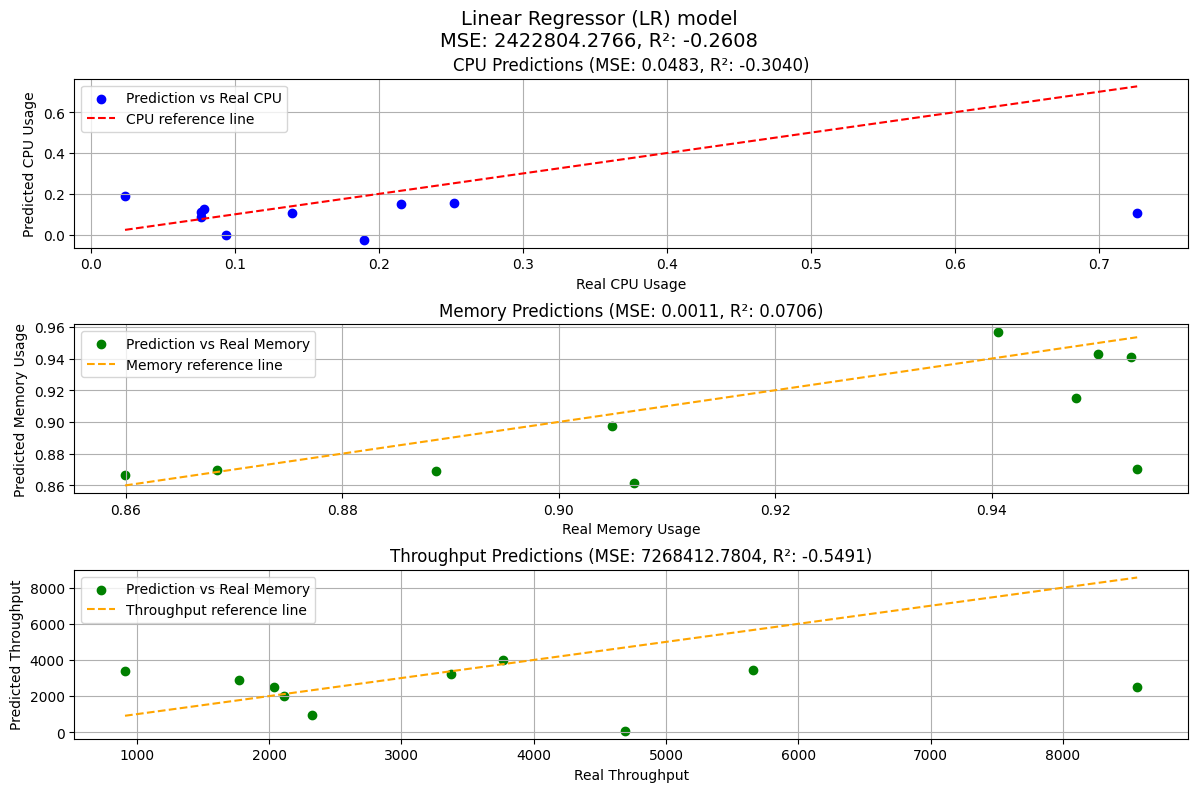 Linear Regressor (LR) model
MSE: 2422804.2766, R²: -0.2608
CPU Predictions (MSE: 0.0483, R²: -0.3040)
Prediction vs Real CPU
CPU reference line
Predicted CPU Usage
0.6
0.4
0.2
0.0
0.0 0.1 0.2 0.3 0.4 0.5 0.6 0.7
Real CPU Usage
Memory Predictions (MSE: 0.0011, R²: 0.0706)
Prediction vs Real Memory
Memory reference line
Predicted Memory Usage
0.96
0.94
0.92
0.90
0.88
0.86
0.86 0.88 0.90 0.92 0.94
Real Memory Usage
Throughput Predictions (MSE: 7268412.7804, R²: -0.5491)
Prediction vs Real Memory
Throughput reference line
Predicted Throughput
8000
6000
4000
2000
0
1000 2000 3000 4000 5000 6000 7000 8000
Real Throughput